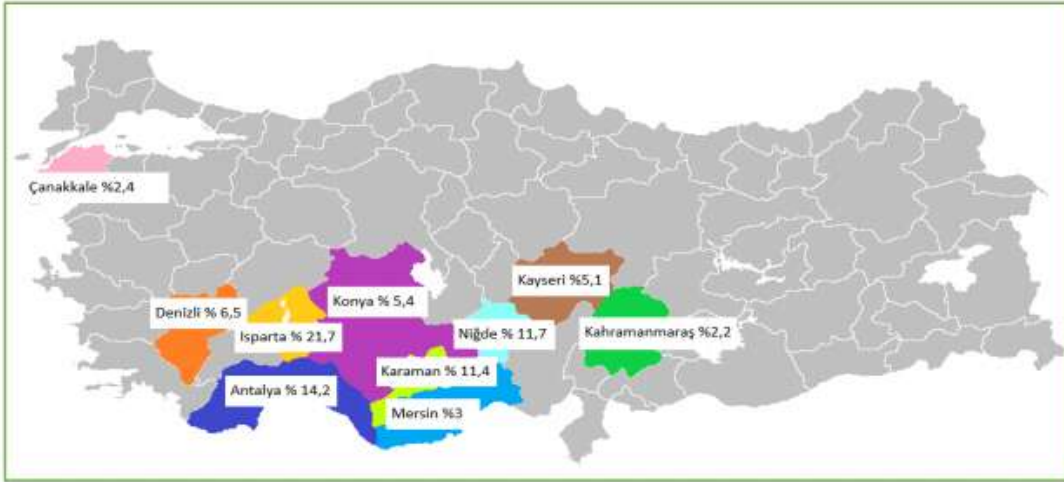 Çanakkale %2,4
Kayseri %5,1
Konya % 5,4
Denizli % 6,5
Isparta % 21,7
Niğde % 11,7
Kahramanmaraş %2,2
Karaman % 11,4
Antalya % 14,2
Mersin %3